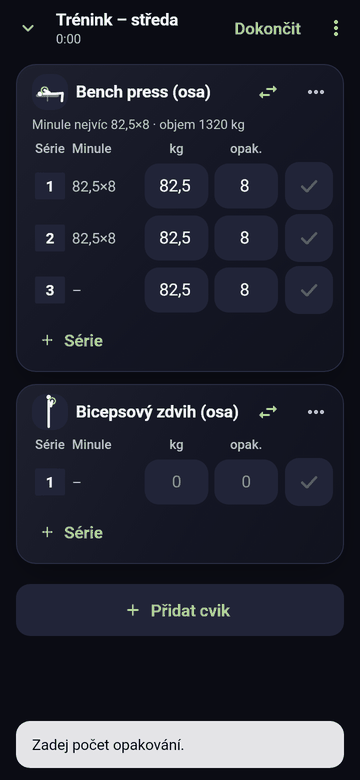 Trénink – středa
0:00
Dokončit
Bench press (osa)
Minule nejvíc 82,5×8 · objem 1320 kg
Série Minule kg opak.
1 82,5×8 82,5 8
2 82,5×8 82,5 8
3 – 82,5 8
+ Série
Bicepsový zdvih (osa)
Série Minule kg opak.
1 – 0 0
+ Série
+ Přidat cvik
Zadej počet opakování.